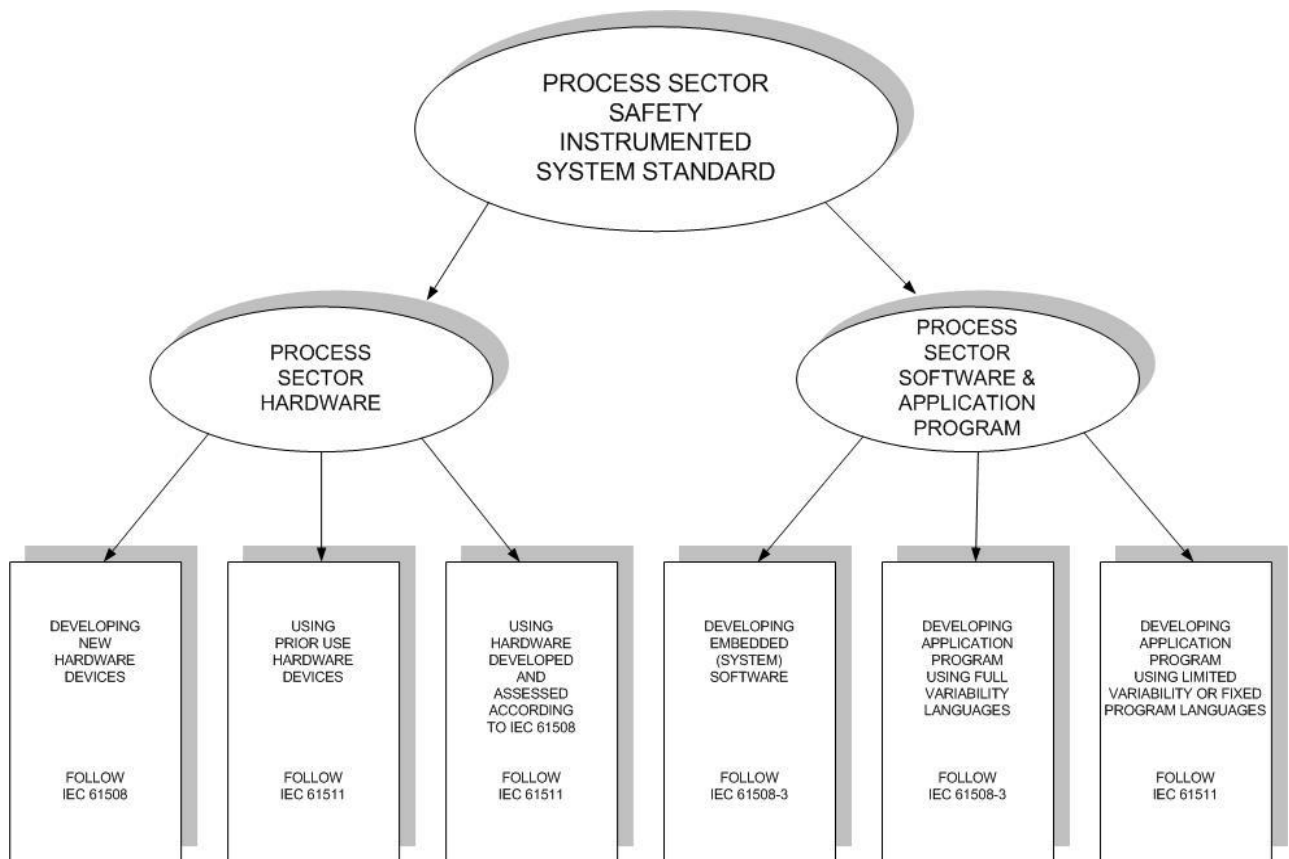 PROCESS SECTOR
SAFETY
INSTRUMENTED
SYSTEM STANDARD
PROCESS
SECTOR
HARDWARE
PROCESS
SECTOR
SOFTWARE &
APPLICATION
PROGRAM
DEVELOPING
NEW
HARDWARE
DEVICES
FOLLOW
IEC 61508
USING
PRIOR USE
HARDWARE
DEVICES
FOLLOW
IEC 61511
USING
HARDWARE
DEVELOPED
AND
ASSESSED
ACCORDING
TO IEC 61508
FOLLOW
IEC 61511
DEVELOPING
EMBEDDED
(SYSTEM)
SOFTWARE
FOLLOW
IEC 61508-3
DEVELOPING
APPLICATION
PROGRAM
USING FULL
VARIABILITY
LANGUAGES
FOLLOW
IEC 61508-3
DEVELOPING
APPLICATION
PROGRAM
USING LIMITED
VARIABILITY OR FIXED
PROGRAM LANGUAGES
FOLLOW
IEC 61511